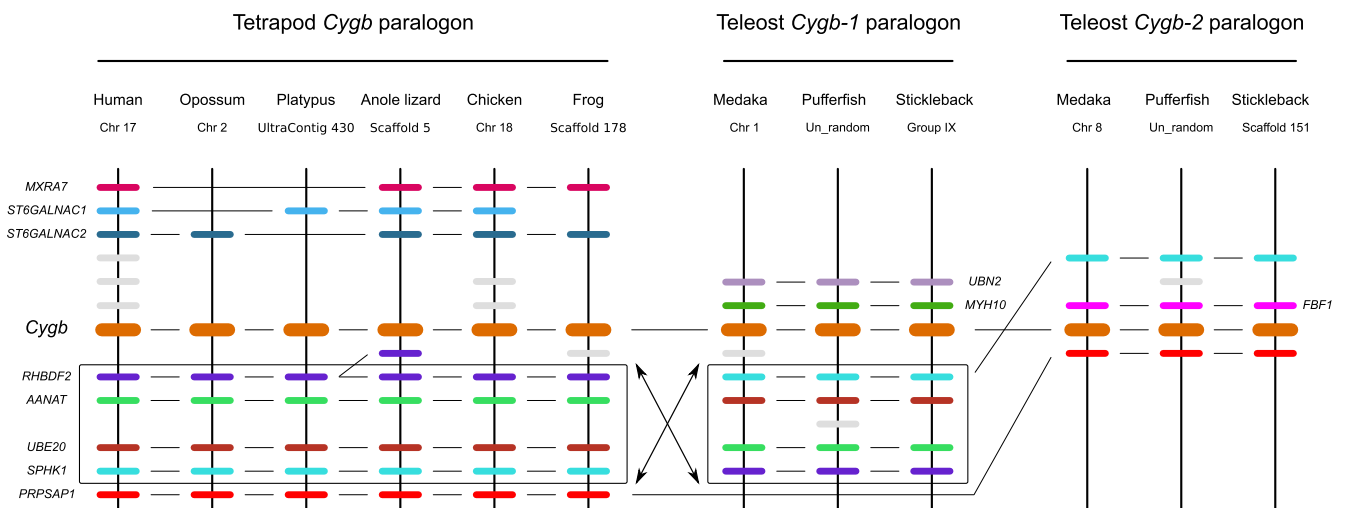 Tetrapod Cygb paralogon Teleost Cygb-1 paralogon Teleost Cygb-2 paralogon
Human Opossum Platypus Anole lizard Chicken Frog Medaka Pufferfish Stickleback Medaka Pufferfish Stickleback
Chr 17 Chr 2 UltraContig 430 Scaffold 5 Chr 18 Scaffold 178 Chr 1 Un_random Group IX Chr 8 Un_random Scaffold 151
MXRA7
ST6GALNAC1
ST6GALNAC2
UBN2
MYH10 FBF1
Cygb
RHBDF2
AANAT
UBE20
SPHK1
PRPSAP1